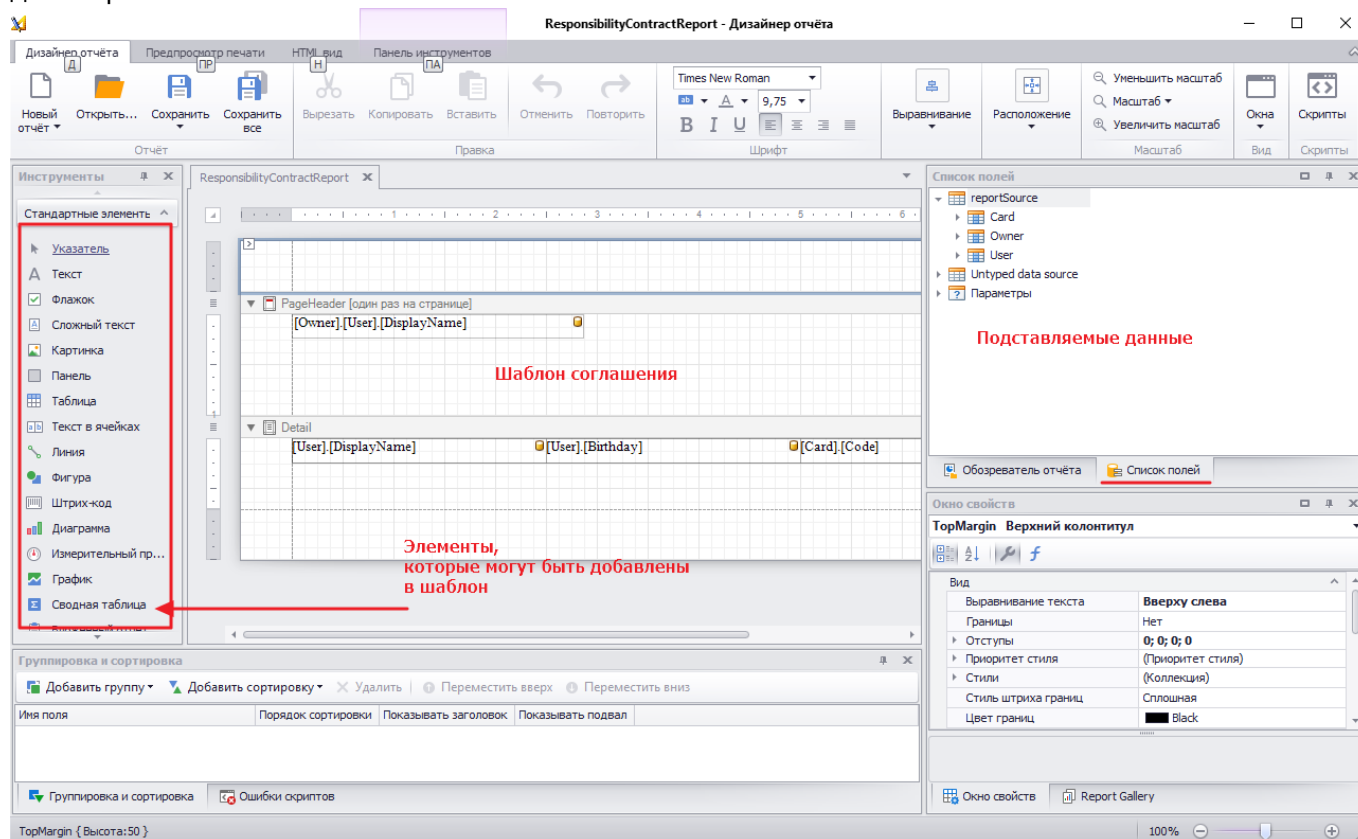 ResponsibilityContractReport - Дизайнер отчёта
Дизайнер отчёта Предпросмотр печати HTML вид Панель инструментов
Д ПР Н ПА
Новый отчёт
Открыть...
Сохранить
Сохранить все
Вырезать
Копировать
Вставить
Отменить
Повторить
Times New Roman
9,75
B I U
Выравнивание
Расположение
Уменьшить масштаб
Масштаб
Увеличить масштаб
Окна
Скрипты
Отчёт Правка Шрифт Масштаб Вид Скрипты
Инструменты
Стандартные элементы
Указатель
Текст
Флажок
Сложный текст
Картинка
Панель
Таблица
Текст в ячейках
Линия
Фигура
Штрих-код
Диаграмма
Измерительный пр...
График
Сводная таблица
ResponsibilityContractReport
1 2 3 4 5 6
PageHeader [один раз на странице]
[Owner].[User].[DisplayName]
Шаблон соглашения
Detail
[User].[DisplayName] [User].[Birthday] [Card].[Code]
Элементы,
которые могут быть добавлены
в шаблон
Список полей
reportSource
Card
Owner
User
Untyped data source
Параметры
Подставляемые данные
Обозреватель отчёта Список полей
Окно свойств
TopMargin Верхний колонтитул
Вид
Выравнивание текста Вверху слева
Границы Нет
Отступы 0; 0; 0; 0
Приоритет стиля (Приоритет стиля)
Стили (Коллекция)
Стиль штриха границ Сплошная
Цвет границ Black
Окно свойств Report Gallery
Группировка и сортировка
Добавить группу Добавить сортировку Удалить Переместить вверх Переместить вниз
Имя поля Порядок сортировки Показывать заголовок Показывать подвал
Группировка и сортировка Ошибки скриптов
TopMargin { Высота:50 } 100%